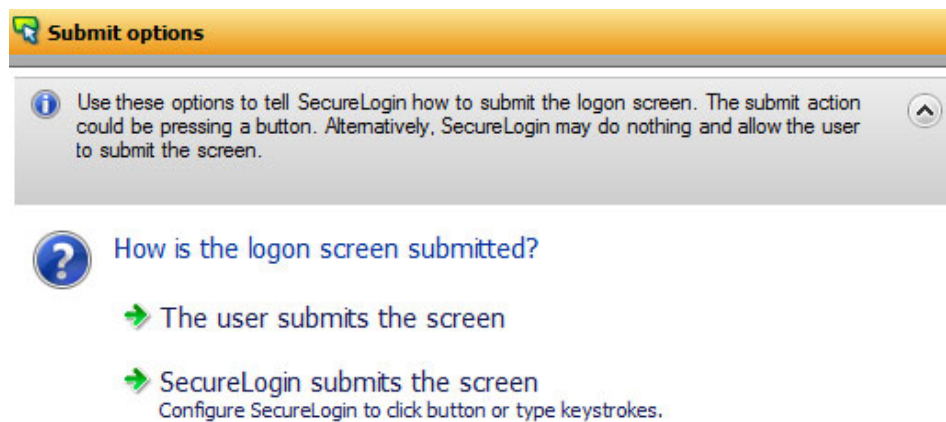 Submit options
Use these options to tell SecureLogin how to submit the logon screen. The submit action
could be pressing a button. Alternatively, SecureLogin may do nothing and allow the user
to submit the screen.
How is the logon screen submitted?
The user submits the screen
SecureLogin submits the screen
Configure SecureLogin to click button or type keystrokes.